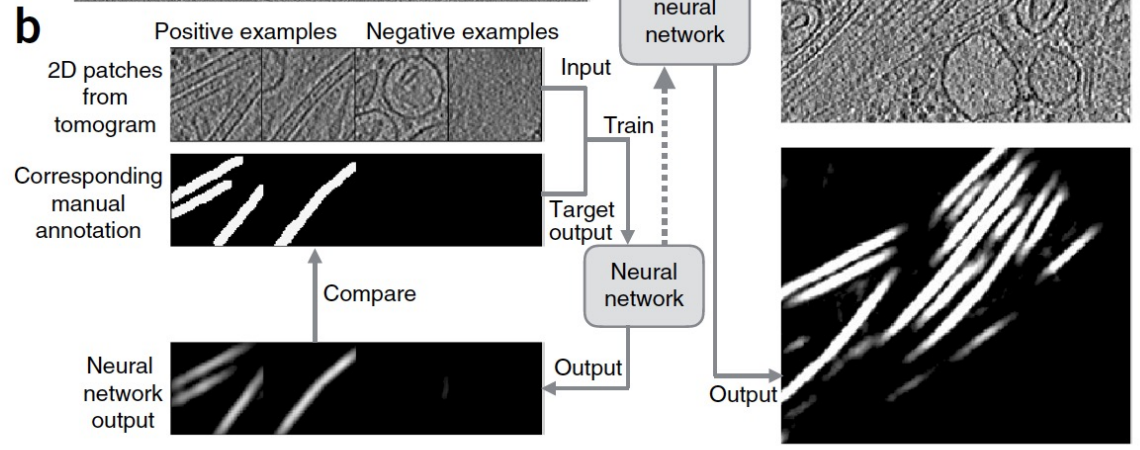 b
Positive examples
Negative examples
2D patches
from
tomogram
Input
neural
network
Train
Corresponding
manual
annotation
Target
output
Neural
network
Compare
Neural
network
output
Output
Output